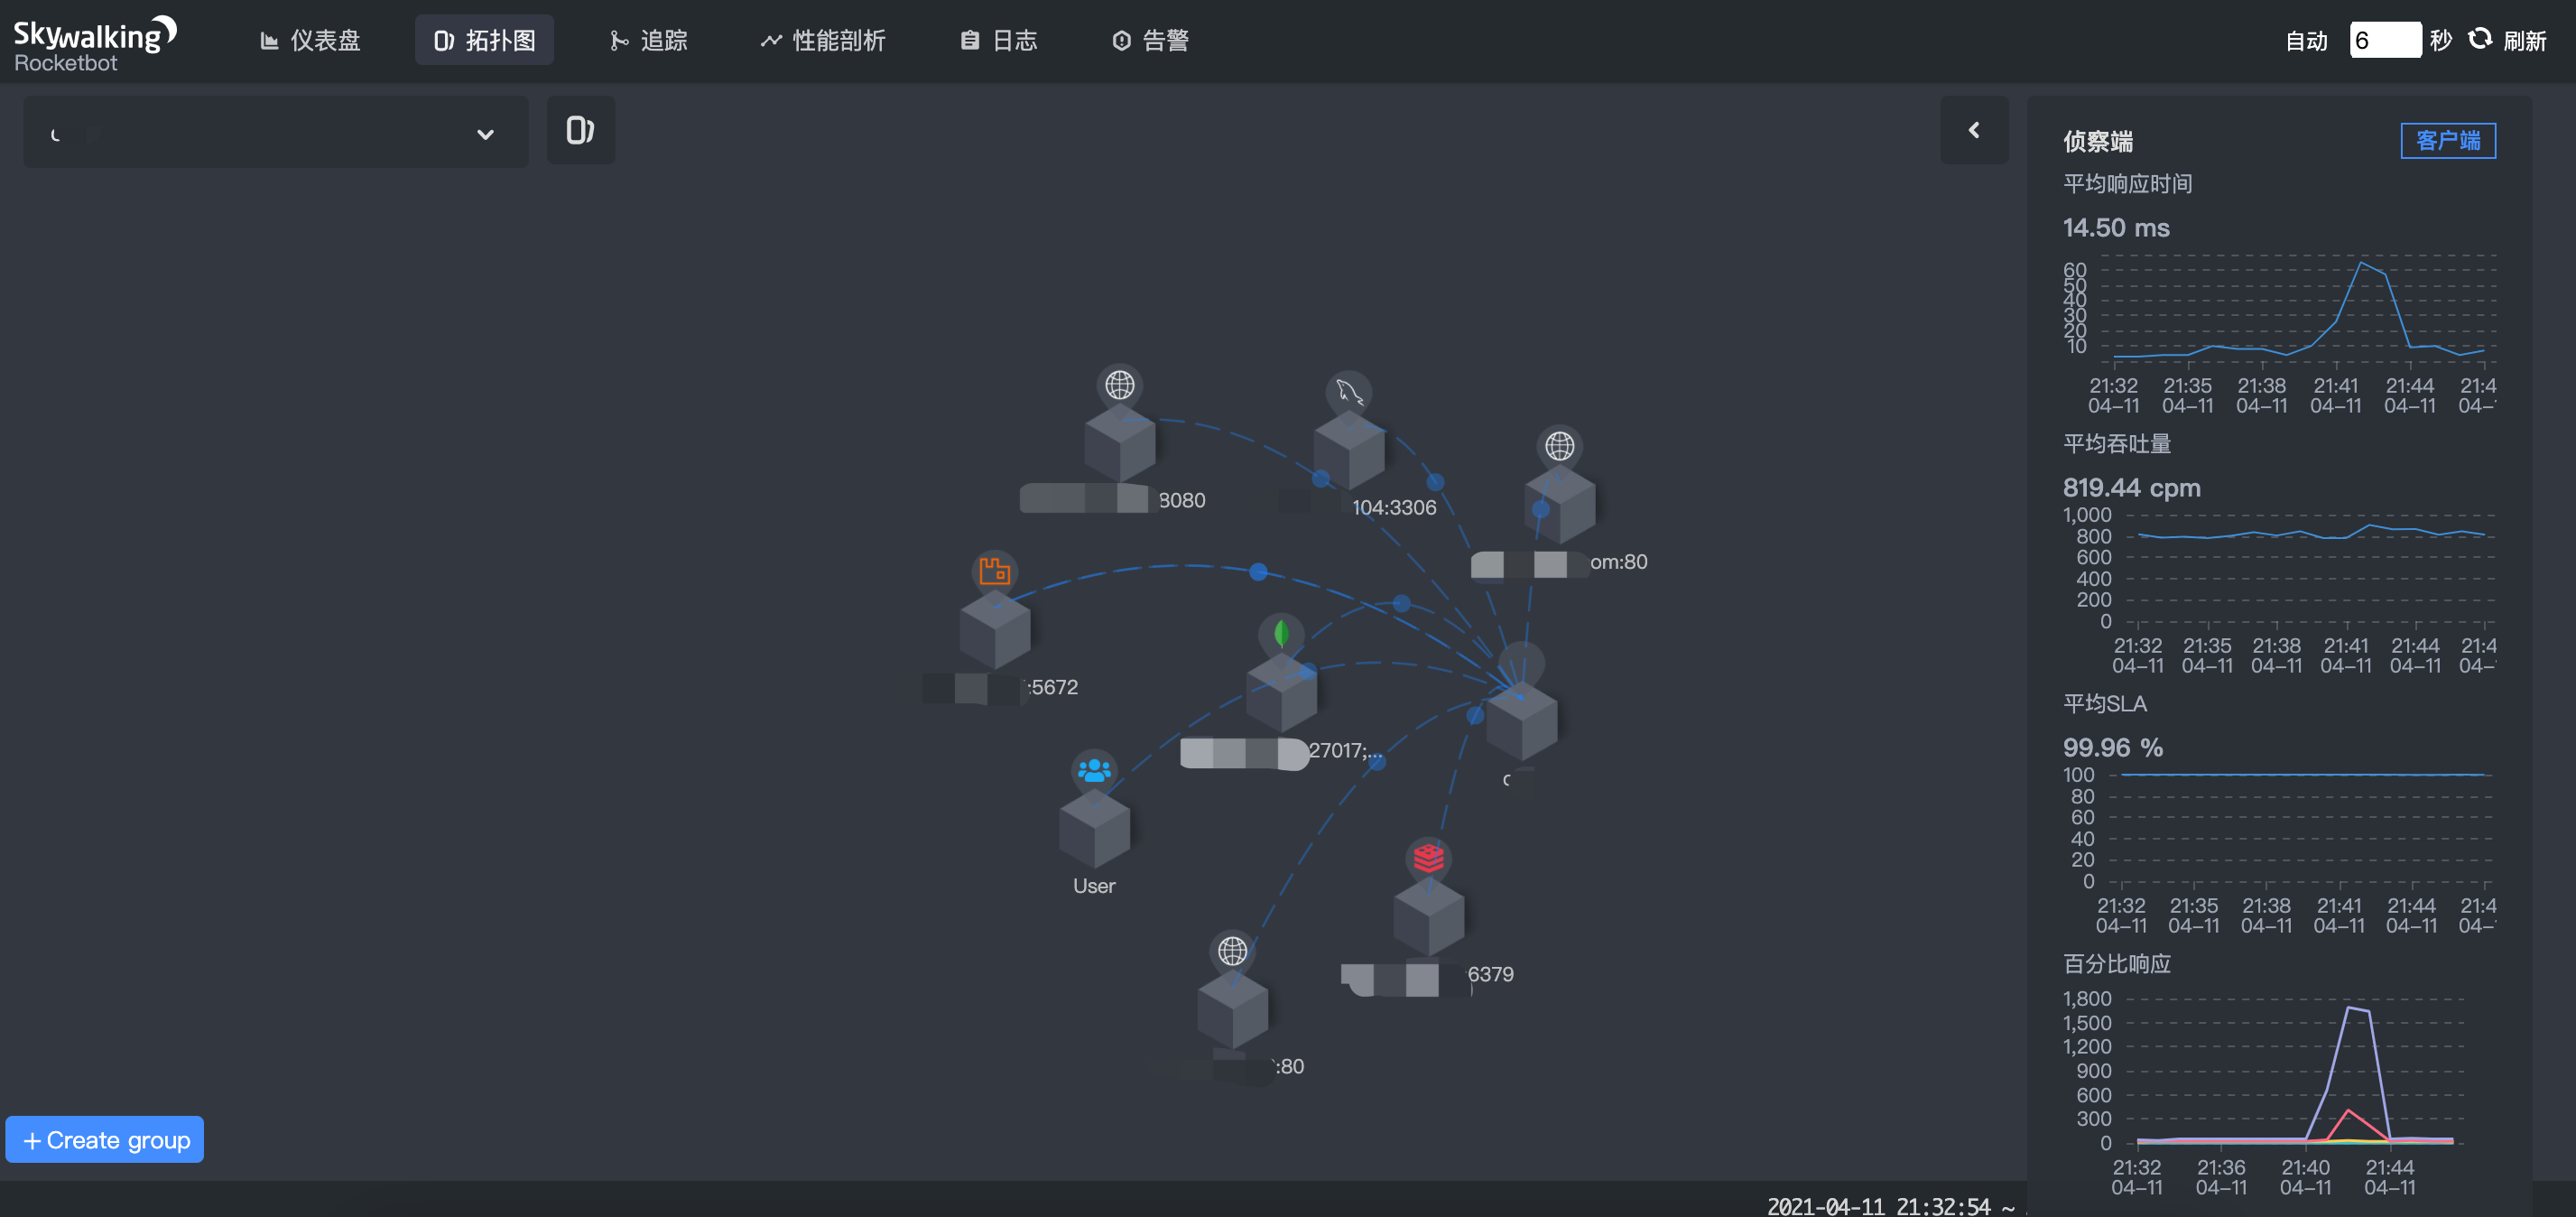 Skywalking
Rocketbot
仪表盘
拓扑图
追踪
性能剖析
日志
告警
自动 6 秒 刷新
8080
104:3306
om:80
:5672
27017;...
User
6379
:80
Create group
2021-04-11 21:32:54 ~
侦察端
客户端
平均响应时间
14.50 ms
60
50
40
30
20
10
21:32 21:35 21:38 21:41 21:44 21:4
04-11 04-11 04-11 04-11 04-11 04-
平均吞吐量
819.44 cpm
1,000
800
600
400
200
0
21:32 21:35 21:38 21:41 21:44 21:4
04-11 04-11 04-11 04-11 04-11 04-
平均SLA
99.96 %
100
80
60
40
20
0
21:32 21:35 21:38 21:41 21:44 21:4
04-11 04-11 04-11 04-11 04-11 04-
百分比响应
1,800
1,500
1,200
900
600
300
0
21:32 21:36 21:40 21:44
04-11 04-11 04-11 04-11